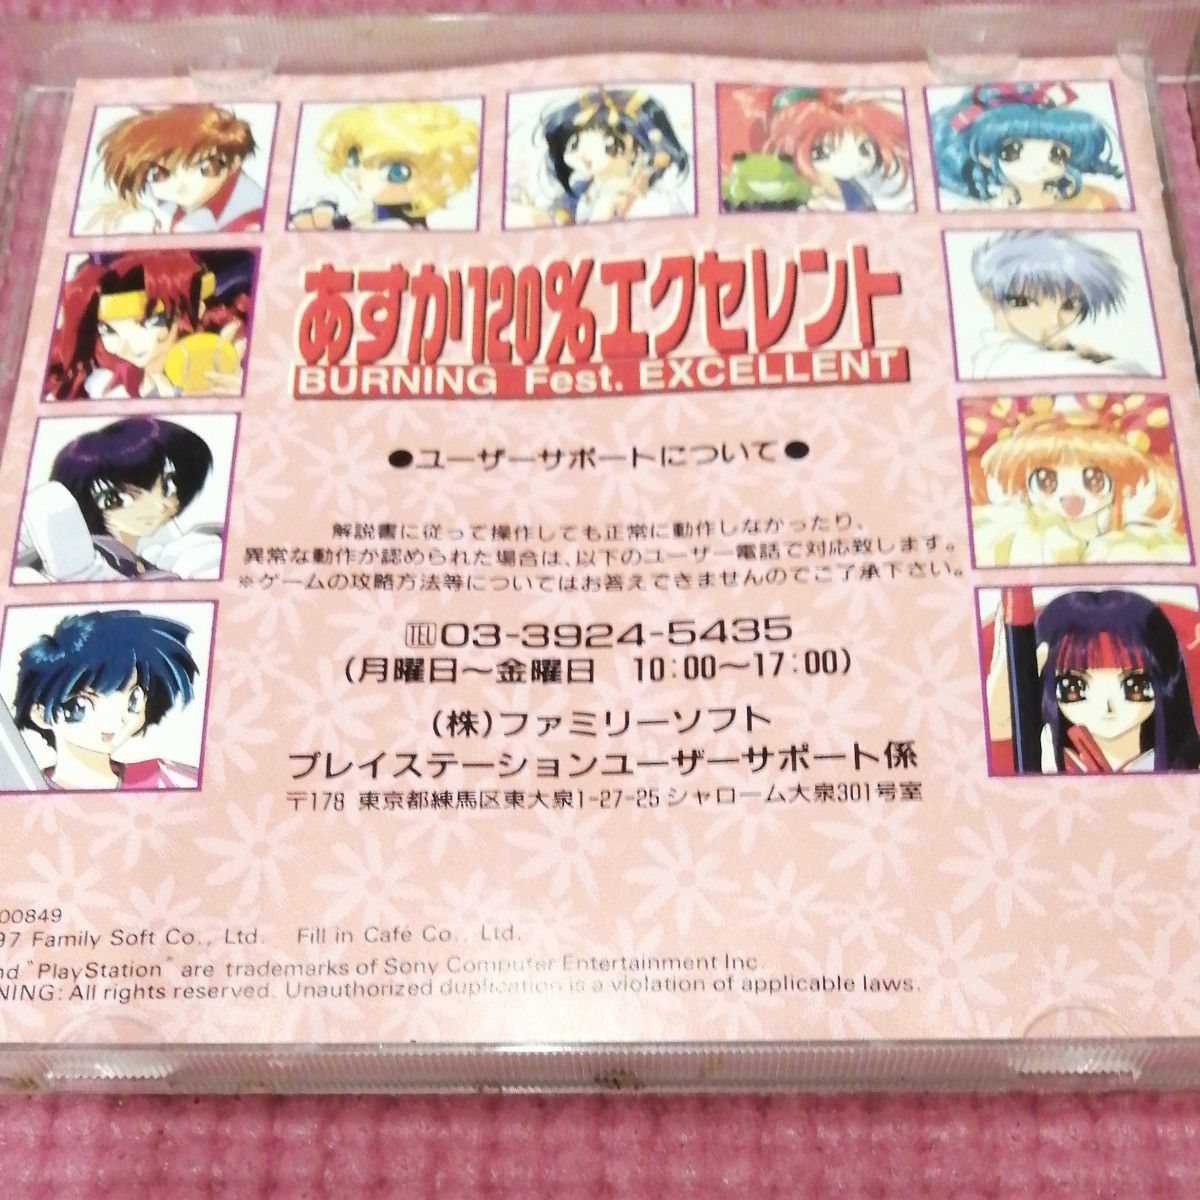 あすか120%エクセレント
BURNING Fest. EXCELLENT
●ユーザーサポートについて●
解説書に従って操作しても正常に動作しなかったり、
異常な動作が認められた場合は、以下のユーザー電話で対応致します。
※ゲームの攻略方法等についてはお答えできませんのでご了承下さい。
℡03-3924-5435
(月曜日～金曜日 10:00～17:00)
(株)ファミリーソフト
プレイステーションユーザーサポート係
〒178 東京都練馬区東大泉1-27-25 シャローム大泉301号室
00849
97 Family Soft Co., Ltd. Fill in Café Co., Ltd.
nd "PlayStation" are trademarks of Sony Computer Entertainment Inc.
NING: All rights reserved. Unauthorized duplication is a violation of applicable laws.